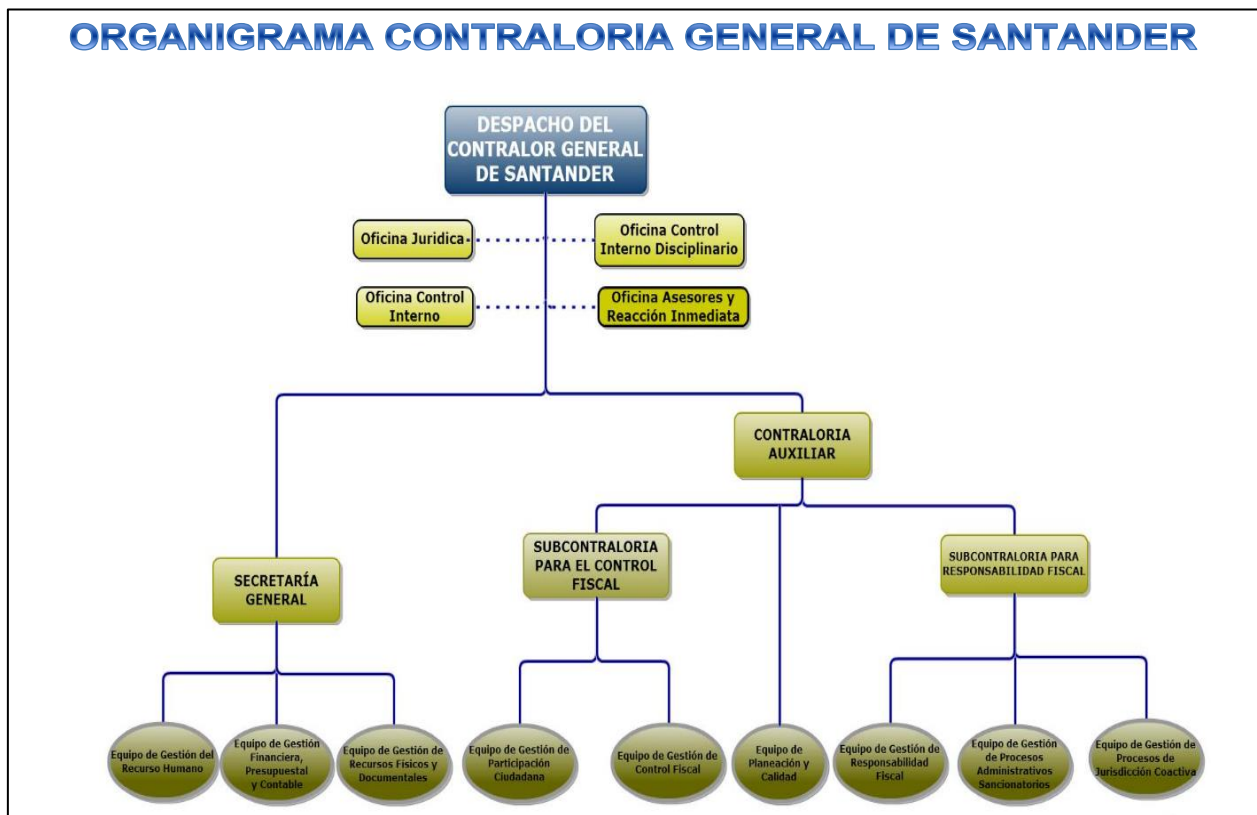 ORGANIGRAMA CONTRALORIA GENERAL DE SANTANDER
DESPACHO DEL
CONTRALOR GENERAL
DE SANTANDER
Oficina Juridica
Oficina Control
Interno Disciplinario
Oficina Control
Interno
Oficina Asesores y
Reacción Inmediata
CONTRALORIA
AUXILIAR
SECRETARÍA
GENERAL
SUBCONTRALORIA
PARA EL CONTROL
FISCAL
SUBCONTRALORIA PARA
RESPONSABILIDAD FISCAL
Equipo de Gestión del
Recurso Humano
Equipo de Gestión
Financiera,
Presupuestal
y Contable
Equipo de Gestión de
Recursos Físicos y
Documentales
Equipo de Gestión de
Participación
Ciudadana
Equipo de Gestión de
Control Fiscal
Equipo de
Planeación y
Calidad
Equipo de Gestión de
Responsabilidad
Fiscal
Equipo de Gestión
de Procesos
Administrativos
Sancionatorios
Equipo de Gestión de
Procesos de
Jurisdicción Coactiva